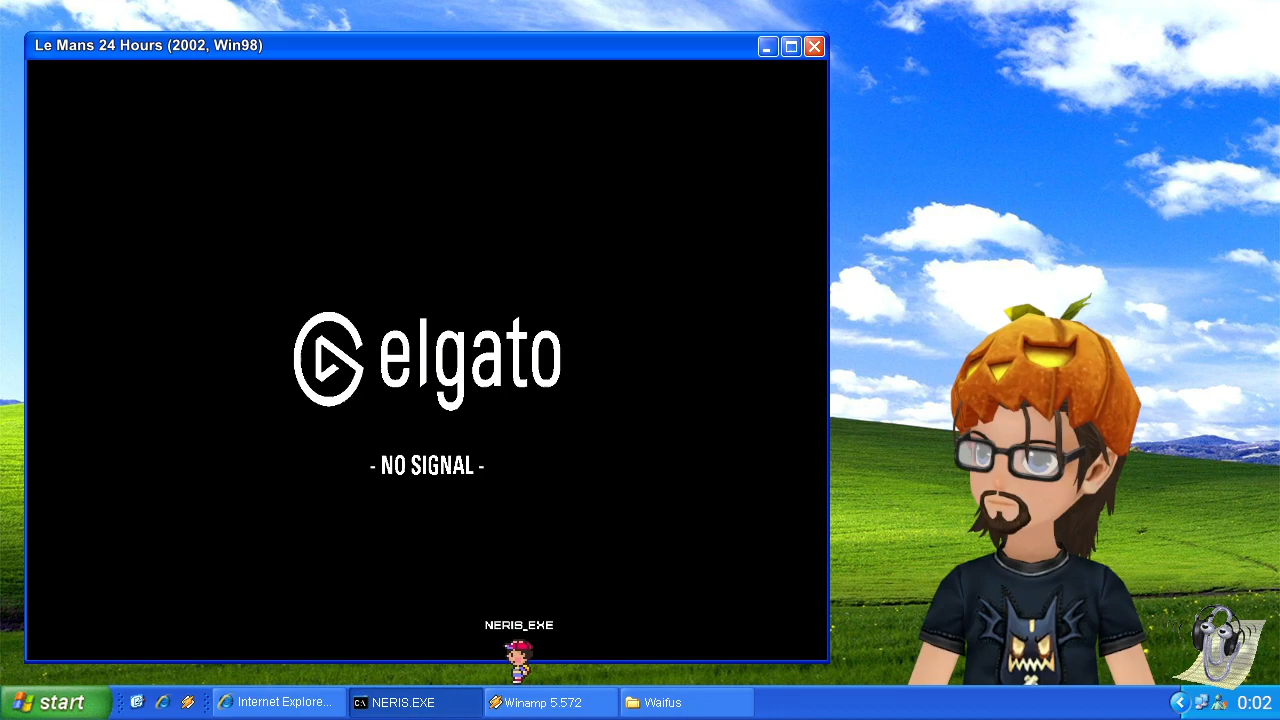 Le Mans 24 Hours (2002, Win98)
elgato
- NO SIGNAL -
NERIS_EXE
start
Internet Explore...
C:\
NERIS.EXE
Winamp 5.572
Waifus
0:02